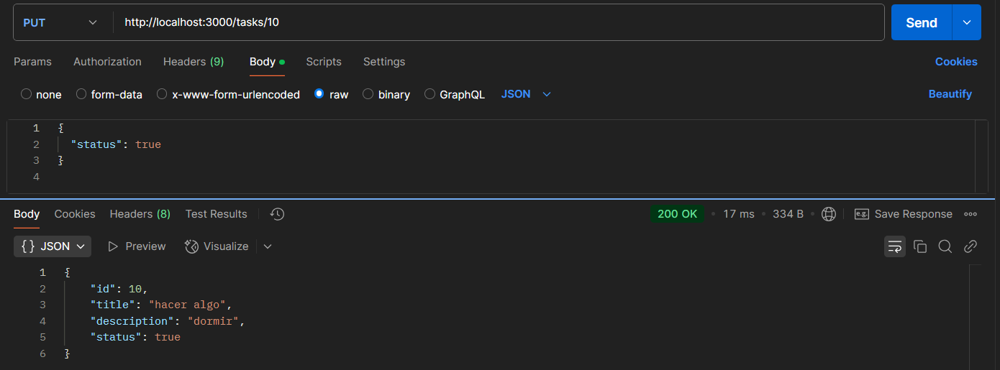 PUT http://localhost:3000/tasks/10 Send
Params Authorization Headers (9) Body Scripts Settings Cookies
none form-data x-www-form-urlencoded raw binary GraphQL JSON Beautify
1 {
2 "status": true
3 }
4
Body Cookies Headers (8) Test Results 200 OK • 17 ms • 334 B • e.g. Save Response
{} JSON Preview Visualize
1 {
2 "id": 10,
3 "title": "hacer algo",
4 "description": "dormir",
5 "status": true
6 }